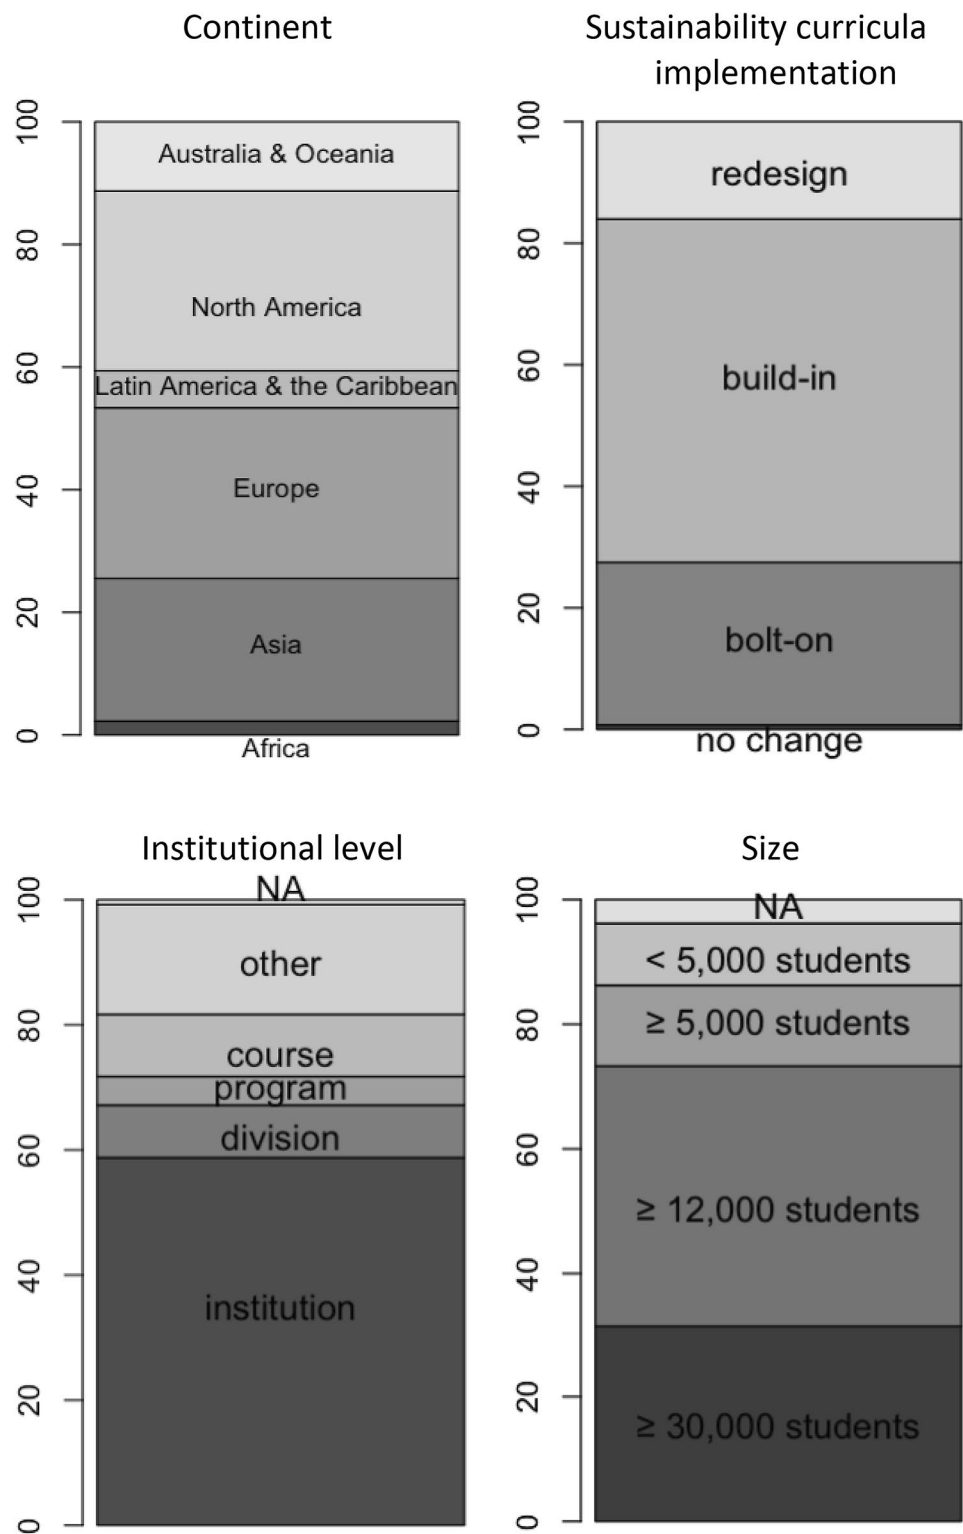 Continent
100
80
60
40
20
0
Australia & Oceania
North America
Latin America & the Caribbean
Europe
Asia
Africa
Sustainability curricula
implementation
100
80
60
40
20
0
redesign
build-in
bolt-on
no change
Institutional level
100
80
60
40
20
0
NA
other
course
program
division
institution
Size
100
80
60
40
20
0
NA
< 5,000 students
≥ 5,000 students
≥ 12,000 students
≥ 30,000 students